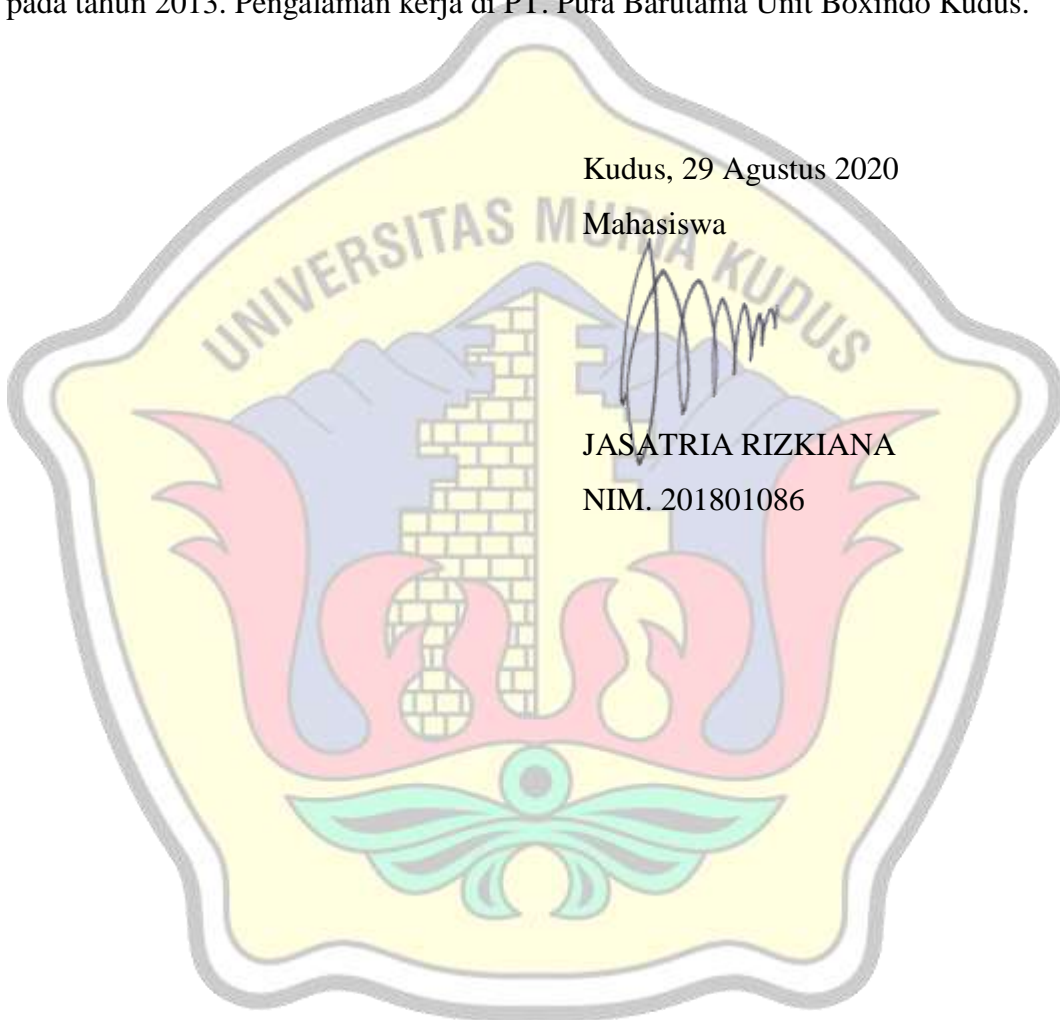 pada tahun 2013. Pengalaman kerja di PT. Pura Barutama Unit Boxindo Kudus.
Kudus, 29 Agustus 2020
Mahasiswa
UNIVERSITAS MURIA KUDUS
JASATRIA RIZKIANA
NIM. 201801086